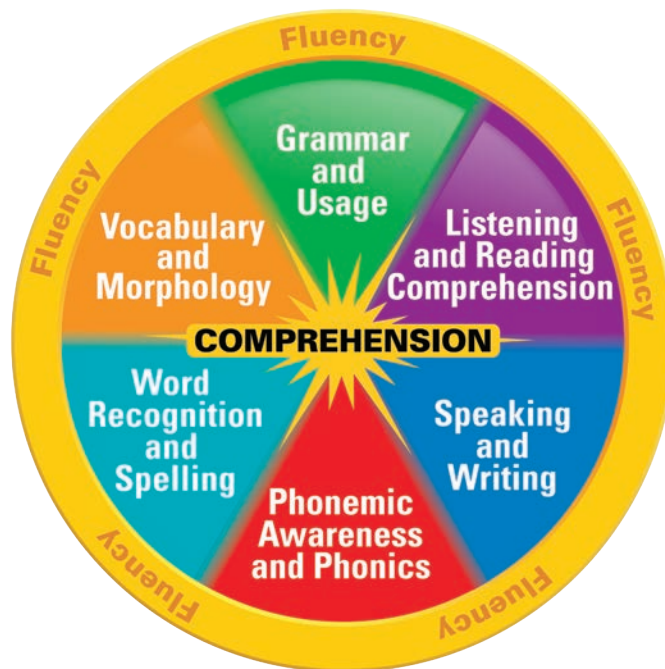 Fluency
Grammar
and
Usage
Fluency
Vocabulary
and
Morphology
Listening
and Reading
Comprehension
Fluency
COMPREHENSION
Word
Recognition
and
Spelling
Speaking
and
Writing
Phonemic
Awareness
and Phonics
Fluency
Fluency